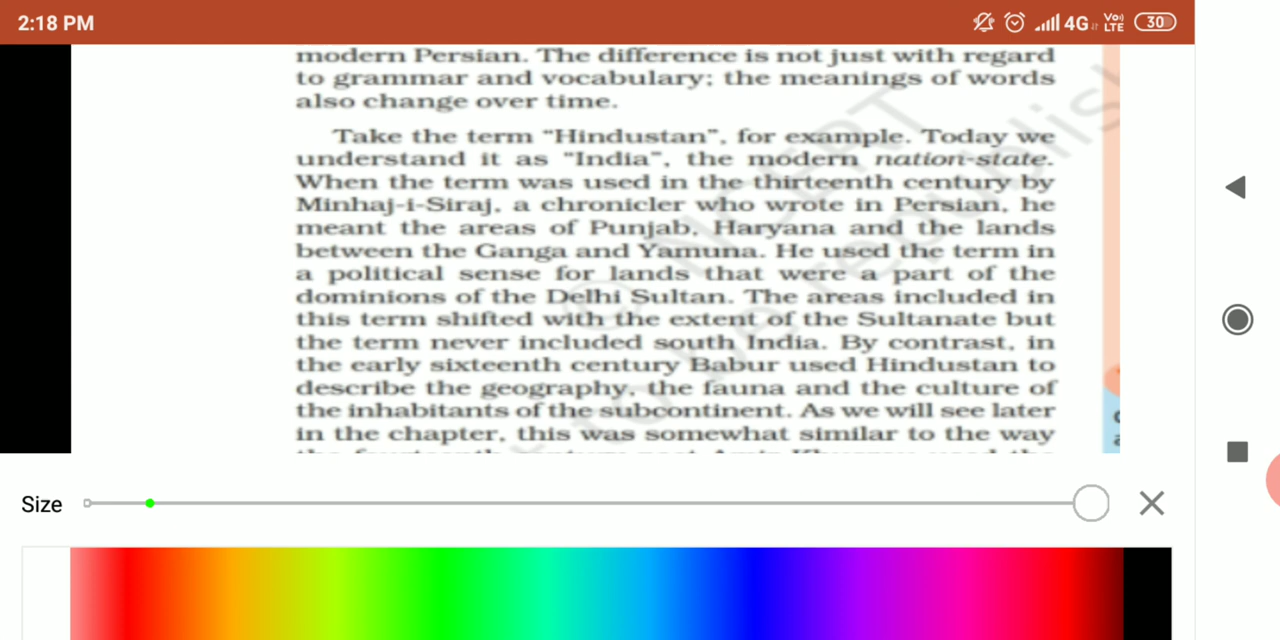 2:18 PM
4G
Vo)
LTE
30
modern Persian. The difference is not just with regard
to grammar and vocabulary; the meanings of words
also change over time.
Take the term "Hindustan", for example. Today we
understand it as "India", the modern nation-state.
When the term was used in the thirteenth century by
Minhaj-i-Siraj, a chronicler who wrote in Persian, he
meant the areas of Punjab, Haryana and the lands
between the Ganga and Yamuna. He used the term in
a political sense for lands that were a part of the
dominions of the Delhi Sultan. The areas included in
this term shifted with the extent of the Sultanate but
the term never included south India. By contrast, in
the early sixteenth century Babur used Hindustan to
describe the geography, the fauna and the culture of
the inhabitants of the subcontinent. As we will see later
in the chapter, this was somewhat similar to the way
© NCERT
to be republish
Size